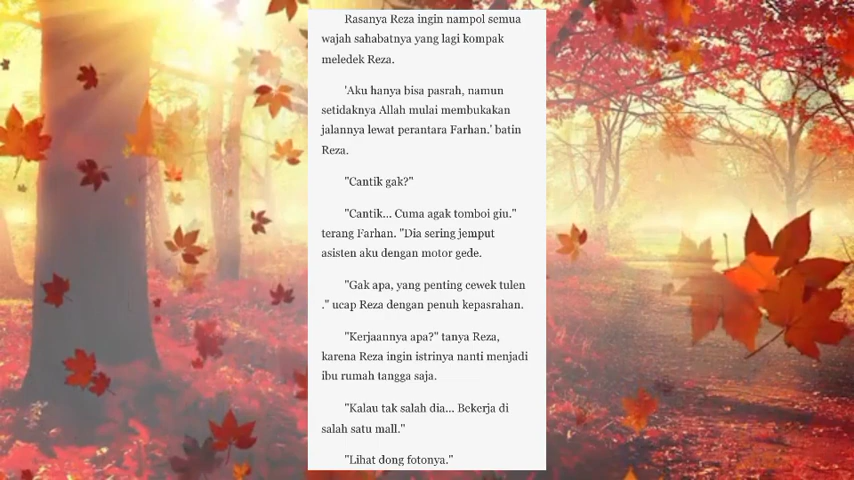 Rasanya Reza ingin nampol semua
wajah sahabatnya yang lagi kompak
meledek Reza.
'Aku hanya bisa pasrah, namun
setidaknya Allah mulai membukakan
jalannya lewat perantara Farhan.' batin
Reza.
"Cantik gak?"
"Cantik... Cuma agak tomboi giu."
terang Farhan. "Dia sering jemput
asisten aku dengan motor gede.
"Gak apa, yang penting cewek tulen
." ucap Reza dengan penuh kepasrahan.
"Kerjaannya apa?" tanya Reza,
karena Reza ingin istrinya nanti menjadi
ibu rumah tangga saja.
"Kalau tak salah dia... Bekerja di
salah satu mall."
"Lihat dong fotonya."